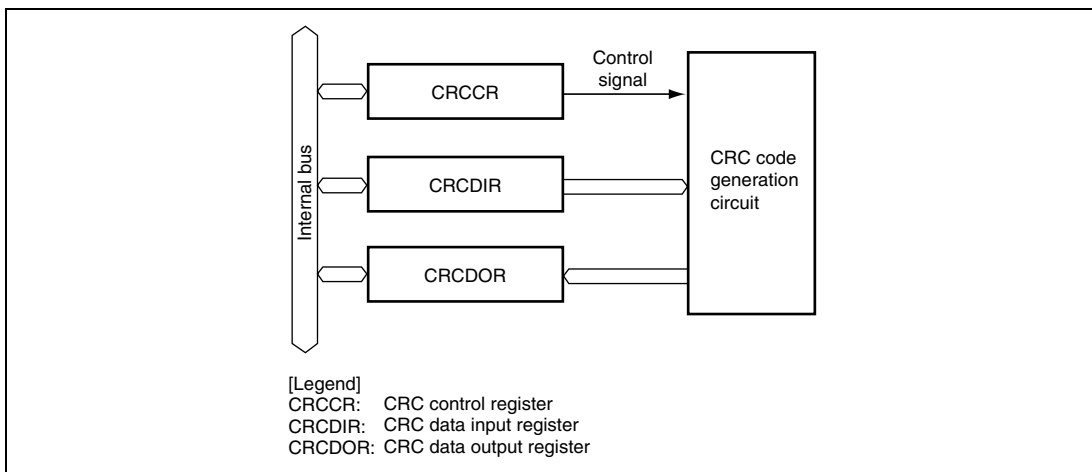 Internal bus
CRCCR
Control
signal
CRCDIR
CRC code
generation
circuit
CRCDOR
[Legend]
CRCCR: CRC control register
CRCDIR: CRC data input register
CRCDOR: CRC data output register